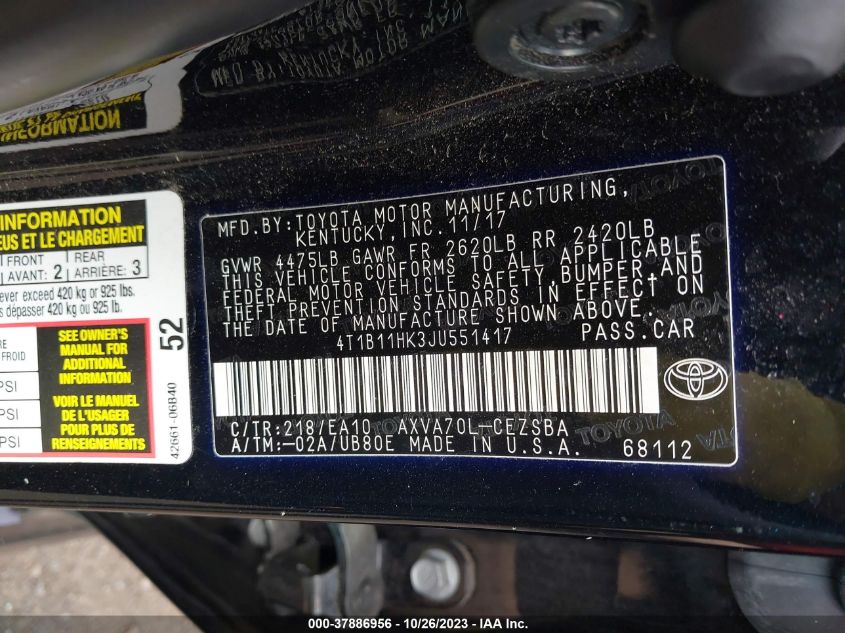 INFORMATION
INFORMATION
EUS ET LE CHARGEMENT
FRONT
AVANT: 2
REAR
ARRIÈRE: 3
ever exceed 420 kg or 925 lbs.
s dépasser 420 kg ou 925 lb.
FROID
PSI
PSI
SEE OWNER'S
MANUAL FOR
ADDITIONAL
INFORMATION
VOIR LE MANUEL
DE L'USAGER
POUR PLUS DE
RENSEIGNEMENTS
52
42661-06B40
MFD.BY: TOYOTA MOTOR MANUFACTURING,
KENTUCKY, INC. 11/17
GVWR 4475LB GAWR FR 2620LB RR 2420LB
THIS VEHICLE CONFORMS TO ALL APPLICABLE
FEDERAL MOTOR VEHICLE SAFETY, BUMPER, AND
THEFT PREVENTION STANDARDS IN EFFECT ON
THE DATE OF MANUFACTURE SHOWN ABOVE.
4T1B11HK3JU551417 PASS.CAR
C/TR:218/EA10 AXVA70L-CEZSBA
A/TM:-02A/UB80E MADE IN U.S.A.
68112
TOYOTA
000-37886956 - 10/26/2023 - IAA Inc.